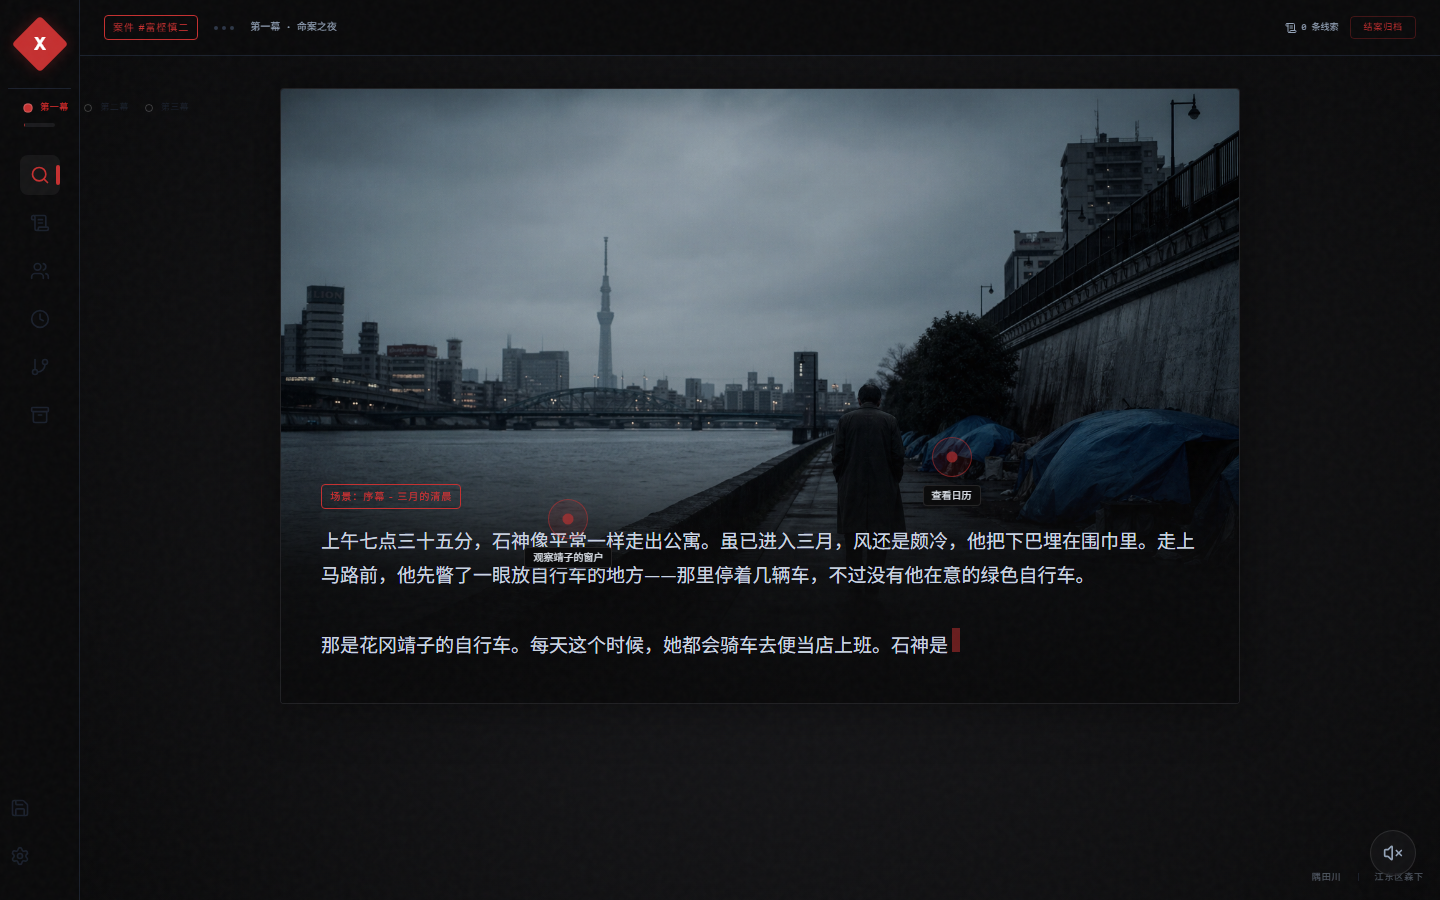 X
案件 #富樫慎二
第一幕 · 命案之夜
0 条线索
结案归档
第一幕
第二幕
第三幕
LION
查看日历
场景：序幕 - 三月的清晨
上午七点三十五分，石神像平常一样走出公寓。虽已进入三月，风还是颇冷，他把下巴埋在围巾里。走上
观察靖子的窗户
马路前，他先瞥了一眼放自行车的地方——那里停着几辆车，不过没有他在意的绿色自行车。
那是花冈靖子的自行车。每天这个时候，她都会骑车去便当店上班。石神是
隅田川
江东区森下